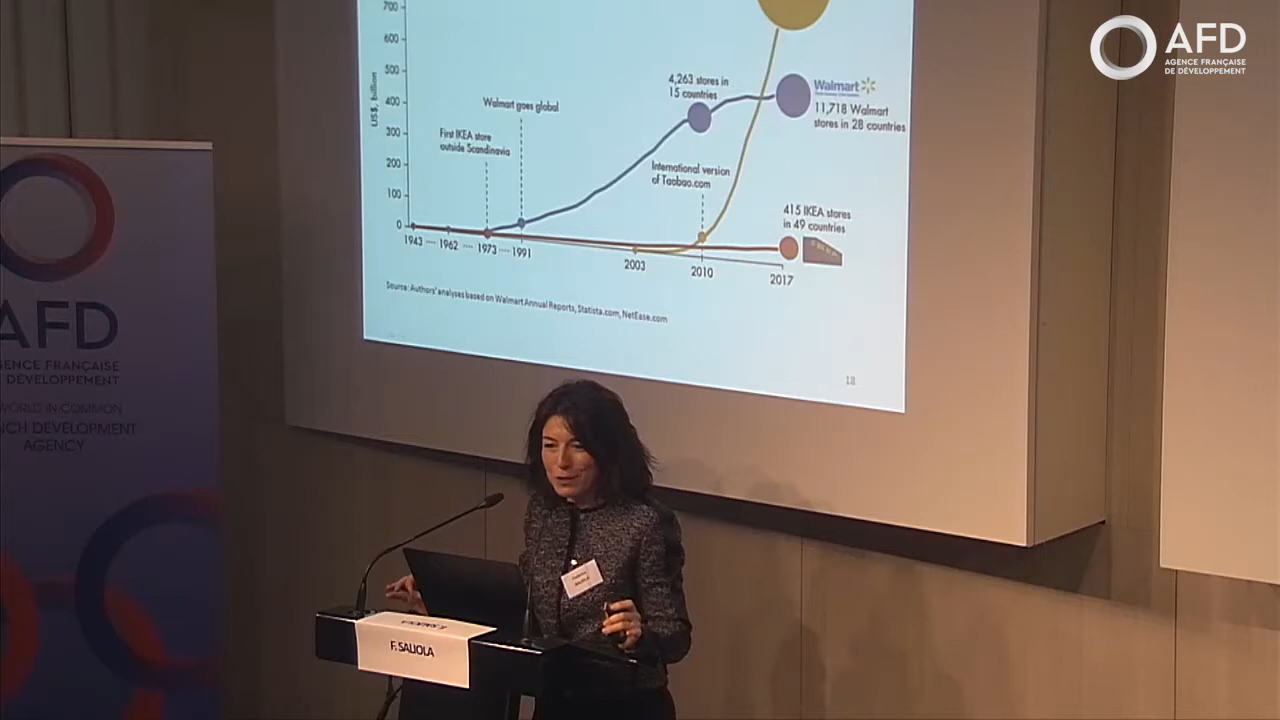 AFD
AGENCE FRANÇAISE
DE DÉVELOPPEMENT
700
600
500
400
300
200
100
0
US$, billion
Walmart goes global
First IKEA store
outside Scandinavia
4,263 stores in
15 countries
International version
of Taobao.com
Walmart
11,718 Walmart
stores in 28 countries
415 IKEA stores
in 49 countries
1943 ---- 1962 ---- 1973 ---- 1991
2003
2010
2017
Source: Authors' analyses based on Walmart Annual Reports, Statista.com, NetEase.com
18
AFD
GENCE FRANÇAISE
DÉVELOPPEMENT
WORLD IN COMMON
NCH DEVELOPMENT
AGENCY
F. SALIOLA